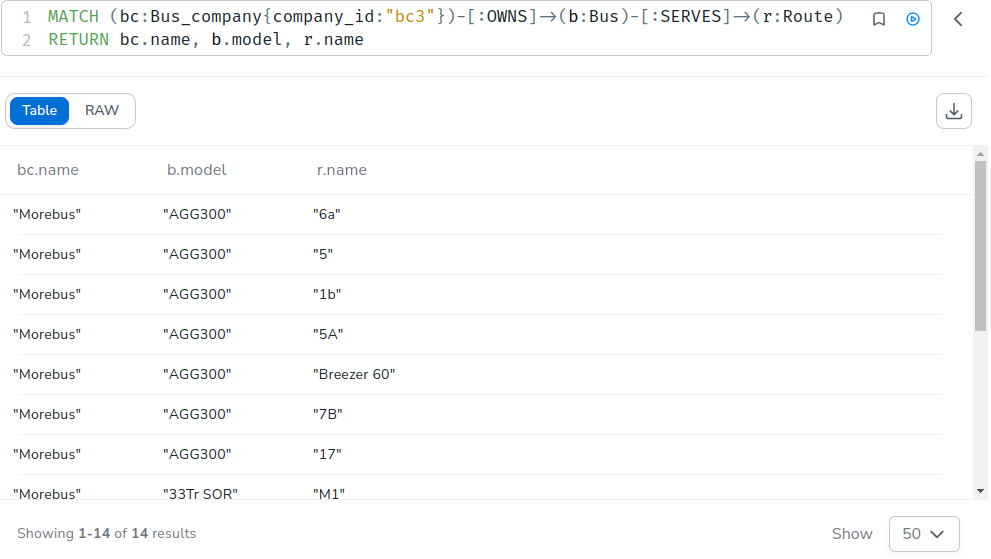 1 MATCH (bc:Bus_company{company_id:"bc3"})-[:OWNS]->(b:Bus)-[:SERVES]->(r:Route)
2 RETURN bc.name, b.model, r.name
Table RAW
bc.name b.model r.name
"Morebus" "AGG300" "6a"
"Morebus" "AGG300" "5"
"Morebus" "AGG300" "1b"
"Morebus" "AGG300" "5A"
"Morebus" "AGG300" "Breezer 60"
"Morebus" "AGG300" "7B"
"Morebus" "AGG300" "17"
"Morebus" "33Tr SOR" "M1"
Showing 1-14 of 14 results Show 50